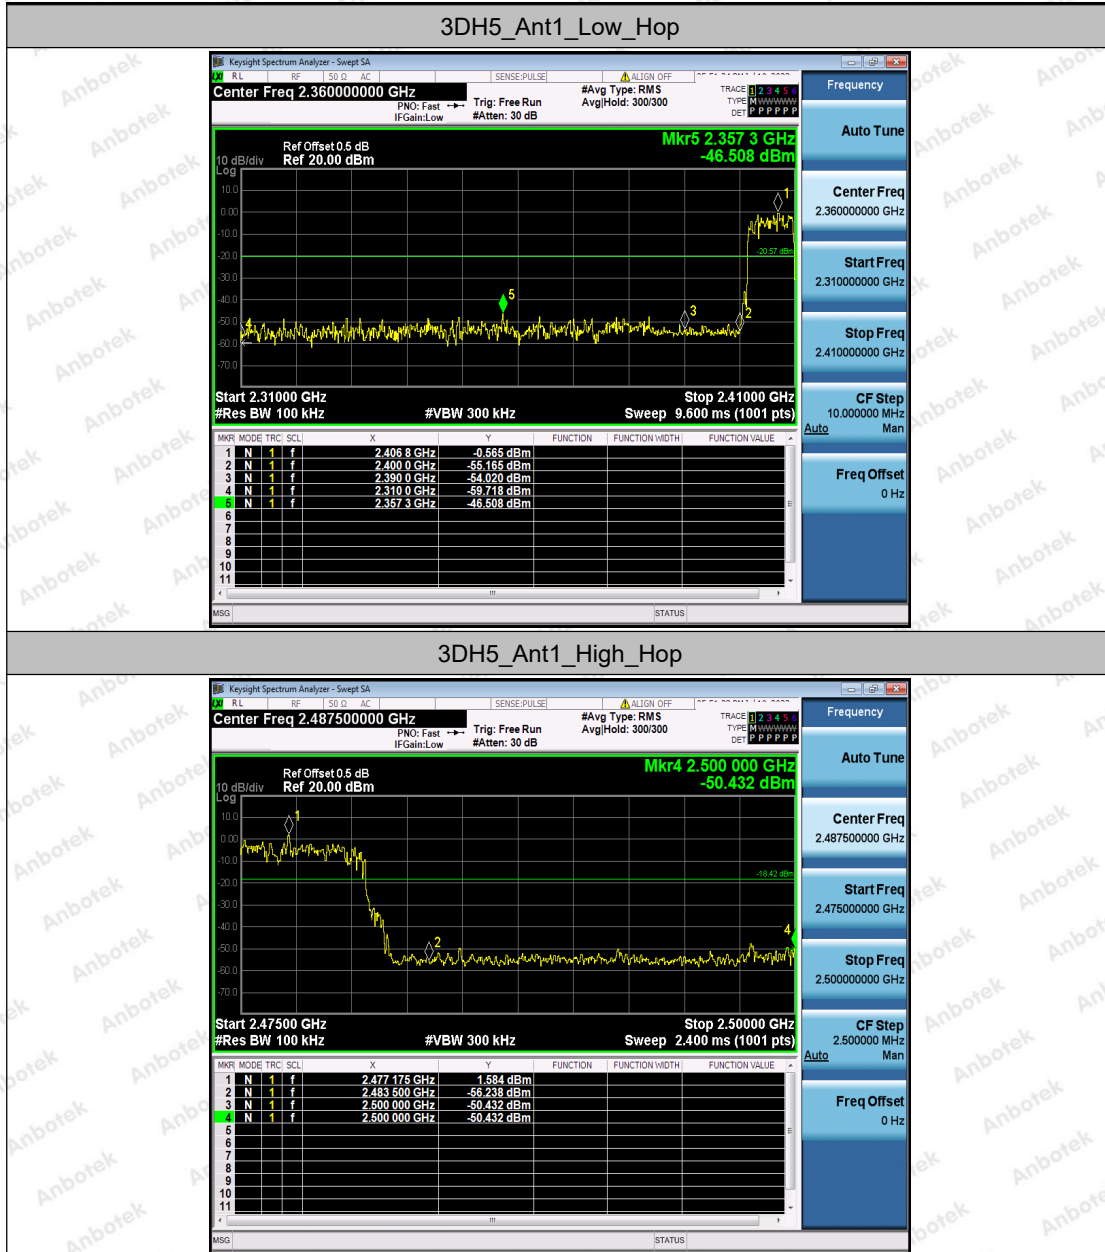 3DH5_Ant1_Low_Hop
Keysight Spectrum Analyzer - Swept SA
RL RF 50 Ω AC SENSE:PULSE ALIGN OFF
Center Freq 2.360000000 GHz #Avg Type: RMS TRACE 1 2 3 4 5 6
PNO: Fast Trig: Free Run Avg|Hold: 300/300 TYPE M WWWWW
IFGain:Low #Atten: 30 dB DET P P P P P P
Frequency
Auto Tune
Mkr5 2.357 3 GHz
-46.508 dBm
Ref Offset 0.5 dB
10 dB/div Ref 20.00 dBm
Log
10.0
0.00
-10.0
-20.0
-30.0
-40.0
-50.0
-60.0
-70.0
-20.57 dBm
1
2
3
4
5
Start 2.31000 GHz Stop 2.41000 GHz
#Res BW 100 kHz #VBW 300 kHz Sweep 9.600 ms (1001 pts)
Center Freq
2.360000000 GHz
Start Freq
2.310000000 GHz
Stop Freq
2.410000000 GHz
CF Step
10.000000 MHz
Auto Man
Freq Offset
0 Hz
MKR MODE TRC SCL X Y FUNCTION FUNCTION WIDTH FUNCTION VALUE
1 N 1 f 2.406 8 GHz -0.565 dBm
2 N 1 f 2.400 0 GHz -55.165 dBm
3 N 1 f 2.390 0 GHz -54.020 dBm
4 N 1 f 2.310 0 GHz -59.718 dBm
5 N 1 f 2.357 3 GHz -46.508 dBm
6
7
8
9
10
11
MSG STATUS
3DH5_Ant1_High_Hop
Keysight Spectrum Analyzer - Swept SA
RL RF 50 Ω AC SENSE:PULSE ALIGN OFF
Center Freq 2.487500000 GHz #Avg Type: RMS TRACE 1 2 3 4 5 6
PNO: Fast Trig: Free Run Avg|Hold: 300/300 TYPE M WWWWW
IFGain:Low #Atten: 30 dB DET P P P P P P
Frequency
Auto Tune
Mkr4 2.500 000 GHz
-50.432 dBm
Ref Offset 0.5 dB
10 dB/div Ref 20.00 dBm
Log
10.0
0.00
-10.0
-20.0
-30.0
-40.0
-50.0
-60.0
-70.0
-18.42 dBm
1
2
4
Start 2.47500 GHz Stop 2.50000 GHz
#Res BW 100 kHz #VBW 300 kHz Sweep 2.400 ms (1001 pts)
Center Freq
2.487500000 GHz
Start Freq
2.475000000 GHz
Stop Freq
2.500000000 GHz
CF Step
2.500000 MHz
Auto Man
Freq Offset
0 Hz
MKR MODE TRC SCL X Y FUNCTION FUNCTION WIDTH FUNCTION VALUE
1 N 1 f 2.477 175 GHz 1.584 dBm
2 N 1 f 2.483 500 GHz -56.238 dBm
3 N 1 f 2.500 000 GHz -50.432 dBm
4 N 1 f 2.500 000 GHz -50.432 dBm
5
6
7
8
9
10
11
MSG STATUS